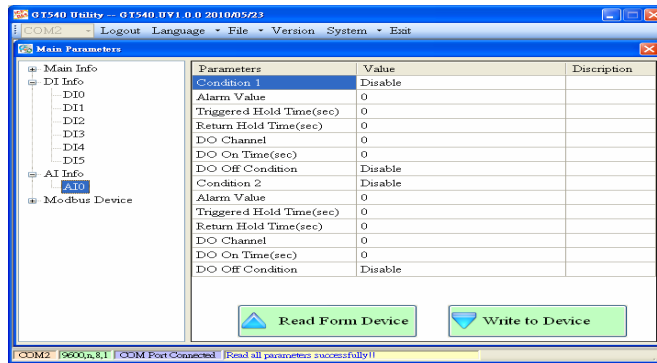 GT540 Utility -- GT540.UV1.0.0 2010/05/23
COM2 Logout Language File Version System Exit
Main Parameters
Main Info
DI Info
DI0
DI1
DI2
DI3
DI4
DI5
AI Info
AI0
Modbus Device
Parameters Value Discription
Condition 1 Disable
Alarm Value 0
Triggered Hold Time(sec) 0
Return Hold Time(sec) 0
DO Channel 0
DO On Time(sec) 0
DO Off Condition Disable
Condition 2 Disable
Alarm Value 0
Triggered Hold Time(sec) 0
Return Hold Time(sec) 0
DO Channel 0
DO On Time(sec) 0
DO Off Condition Disable
Read Form Device Write to Device
COM2 9600,n,8,1 COM Port Connected Read all parameters successfully!!